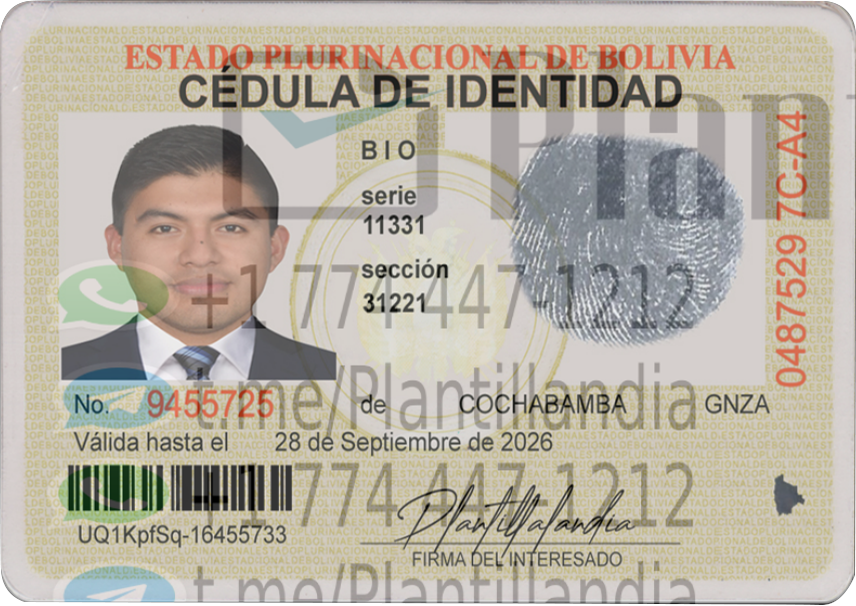 ESTADO PLURINACIONAL DE BOLIVIA
CÉDULA DE IDENTIDAD
Plan
BIO
serie
11331
sección
31221
0487529 7C-A4
+1 774-447-1212
t.me/Plantillandia
No. 9455725 de COCHABAMBA GNZA
Válida hasta el 28 de Septiembre de 2026
+1 774-447-1212
UQ1KpfSq-16455733
Plantillalandia
FIRMA DEL INTERESADO
t.me/Plantillandia